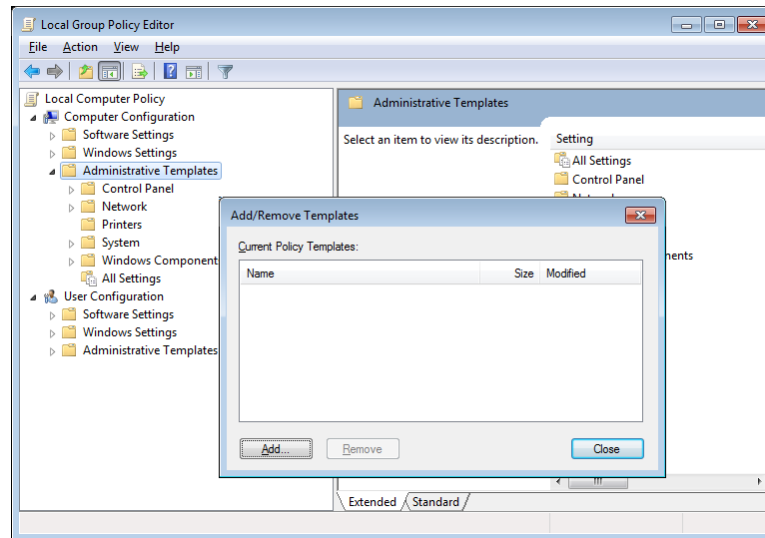 Local Group Policy Editor
File Action View Help
Local Computer Policy
Computer Configuration
Software Settings
Windows Settings
Administrative Templates
Control Panel
Network
Printers
System
Windows Component
All Settings
User Configuration
Software Settings
Windows Settings
Administrative Templates
Administrative Templates
Select an item to view its description.
Setting
All Settings
Control Panel
nents
Extended
Standard
Add/Remove Templates
Current Policy Templates:
Name Size Modified
Add... Remove Close